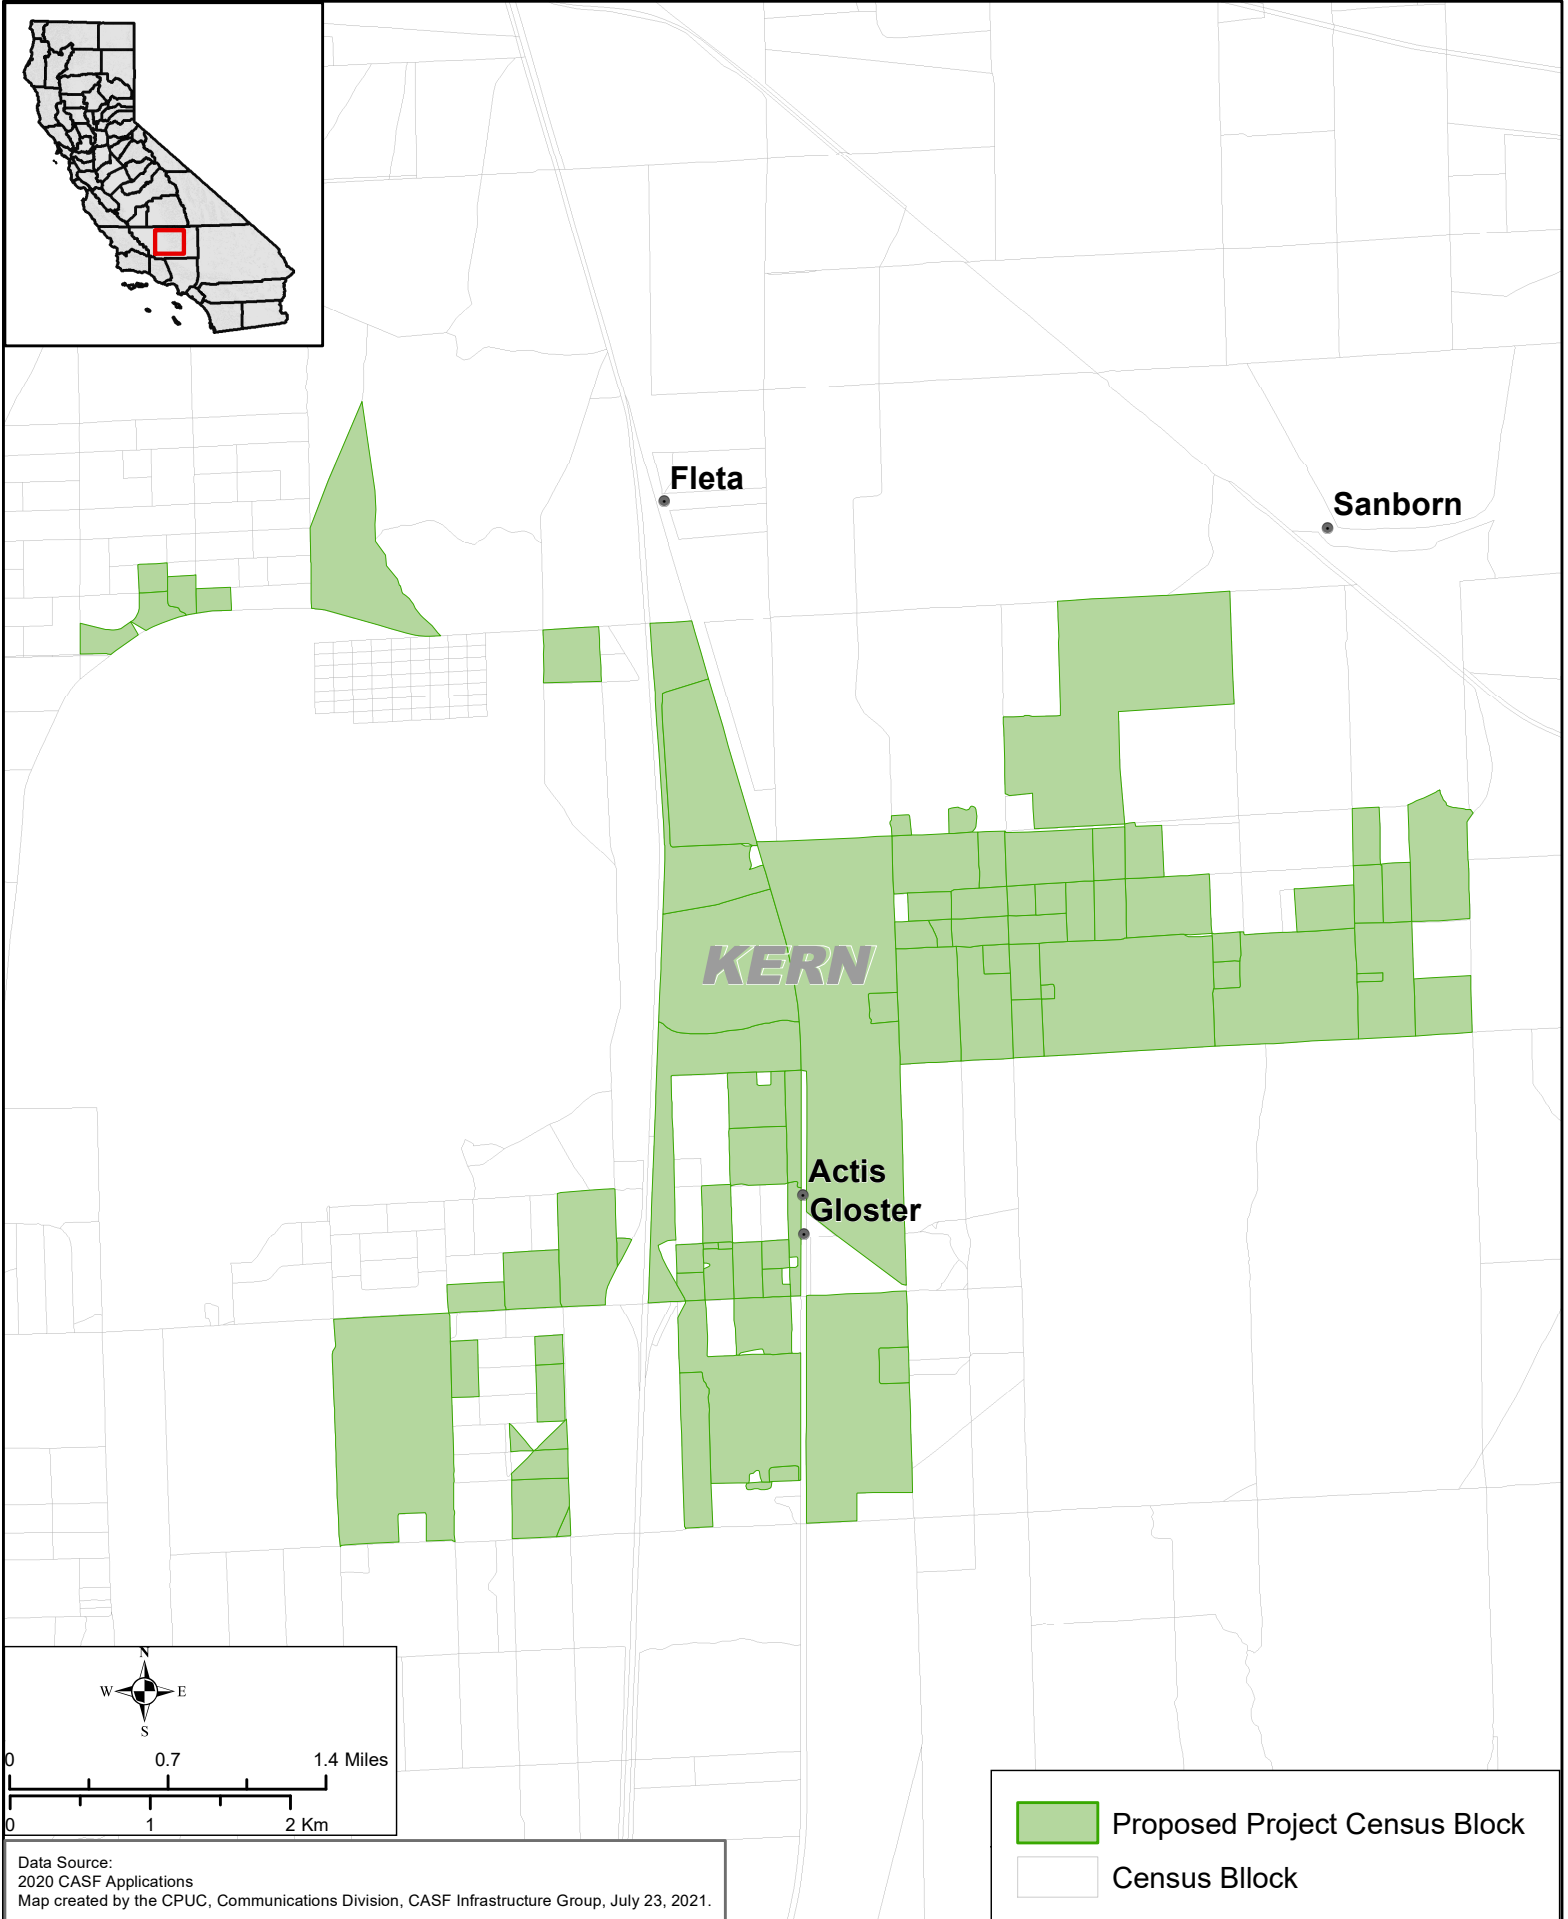 Fleta
Sanborn
KERN
Actis
Gloster
N
W E
S
0 0.7 1.4 Miles
0 1 2 Km
Proposed Project Census Block
Census Bllock
Data Source:
2020 CASF Applications
Map created by the CPUC, Communications Division, CASF Infrastructure Group, July 23, 2021.